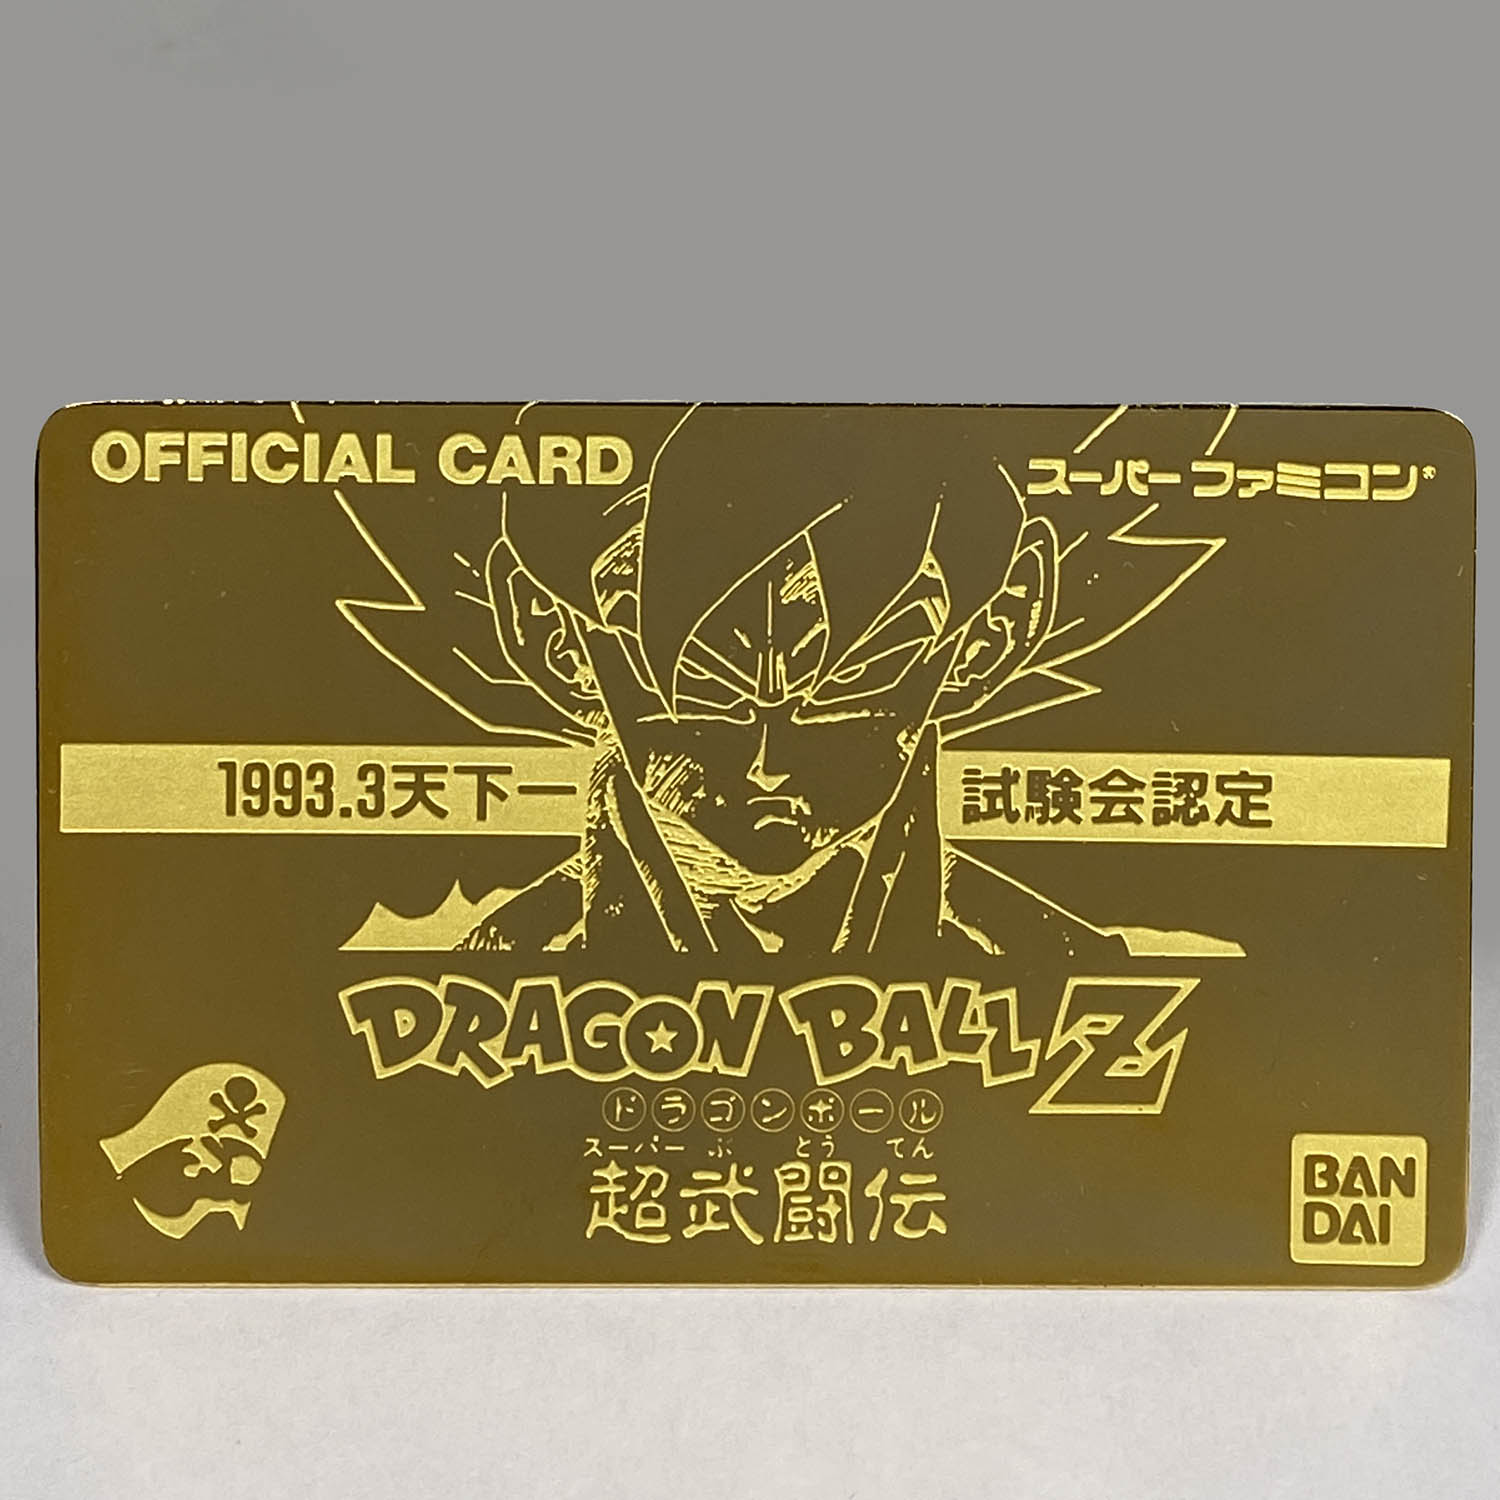 OFFICIAL CARD
スーパーファミコン®
1993.3天下一 試験会認定
DRAGON BALL Z
ドラゴンボール
スーパー ぶ とう てん
超武闘伝
BAN
DAI